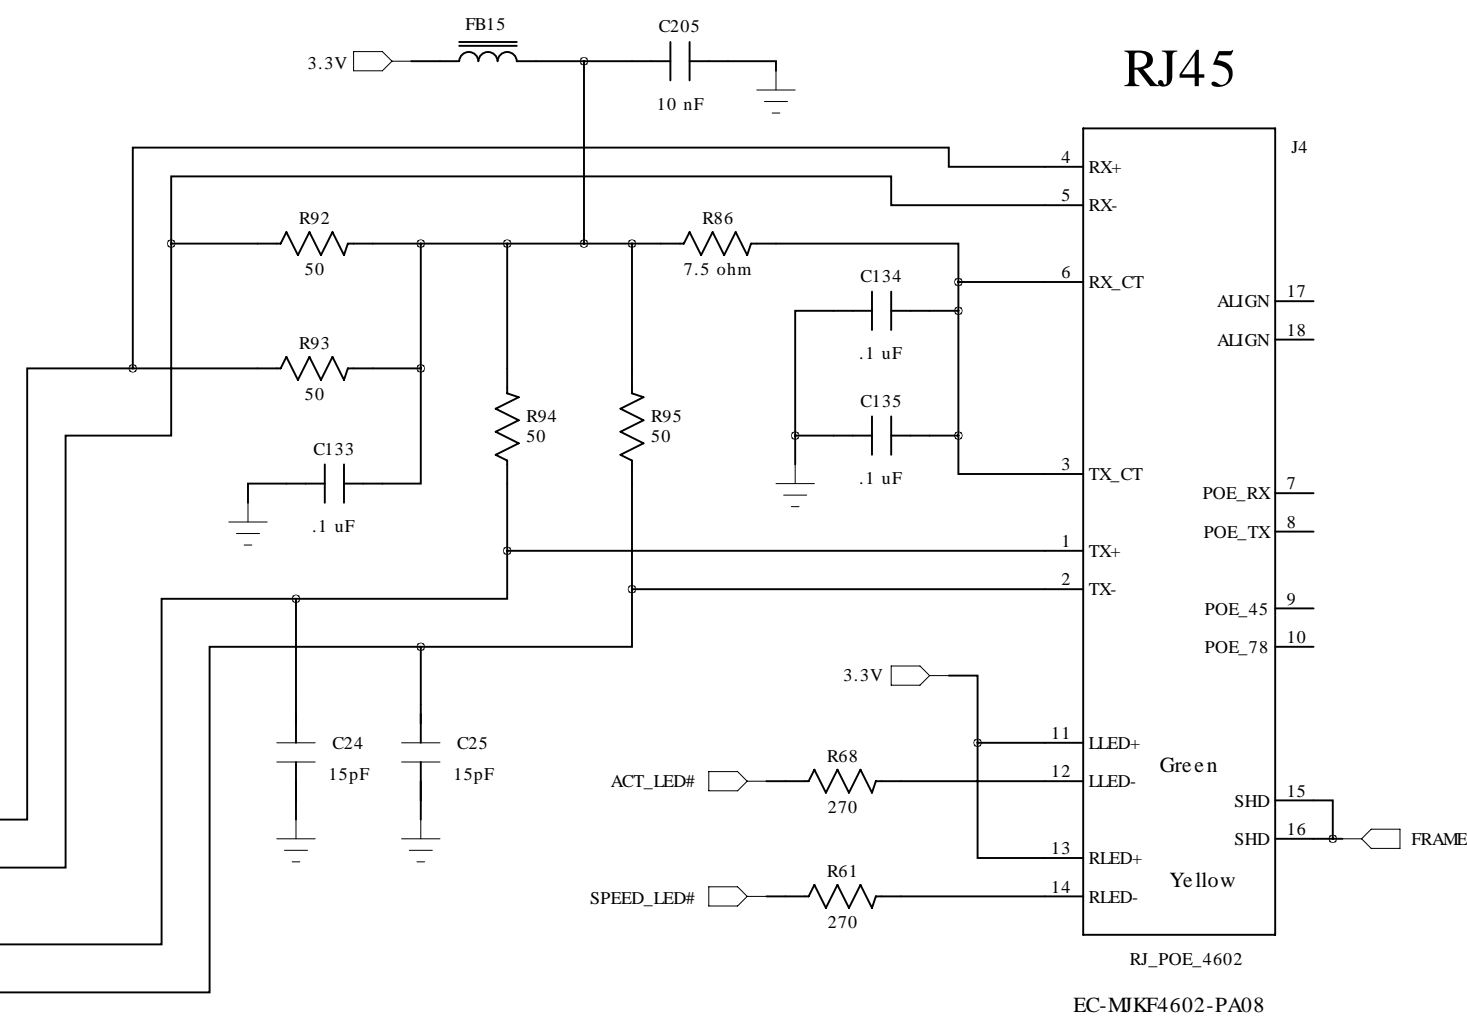 FB15
C205
3.3V
10 nF
RJ45
J4
4
RX+
5
RX-
R92
50
R86
7.5 ohm
6
RX_CT
C134
.1 uF
ALIGN
17
ALIGN
18
R93
50
C135
.1 uF
R94
50
R95
50
C133
.1 uF
3
TX_CT
POE_RX
7
POE_TX
8
1
TX+
2
TX-
POE_45
9
POE_78
10
3.3V
C24
15pF
C25
15pF
11
LLED+
R68
ACT_LED#
270
12
LLED-
Green
SHD
15
SHD
16
FRAME
13
RLED+
R61
SPEED_LED#
270
14
RLED-
Yellow
RJ_POE_4602
EC-MJKF4602-PA08